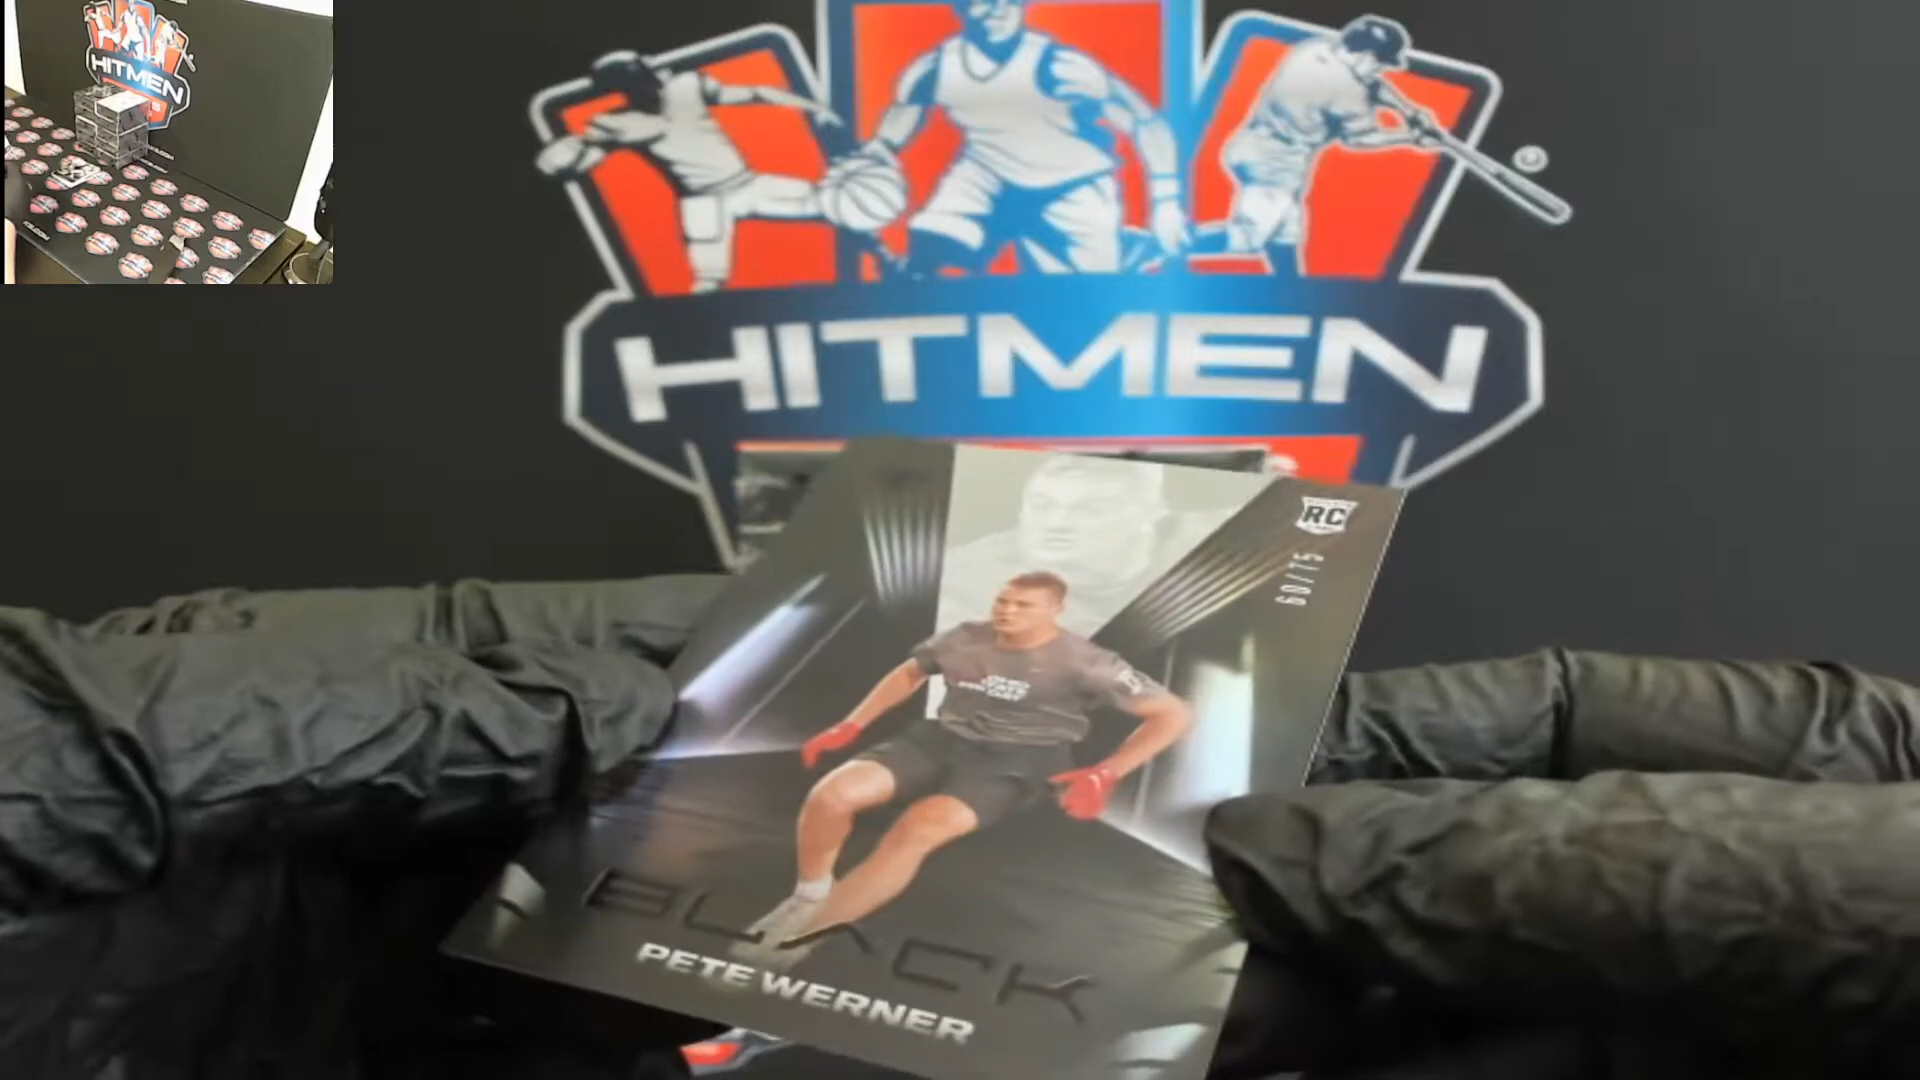 HITMEN
HITMEN
RC
60/75
BLACK
PETE WERNER